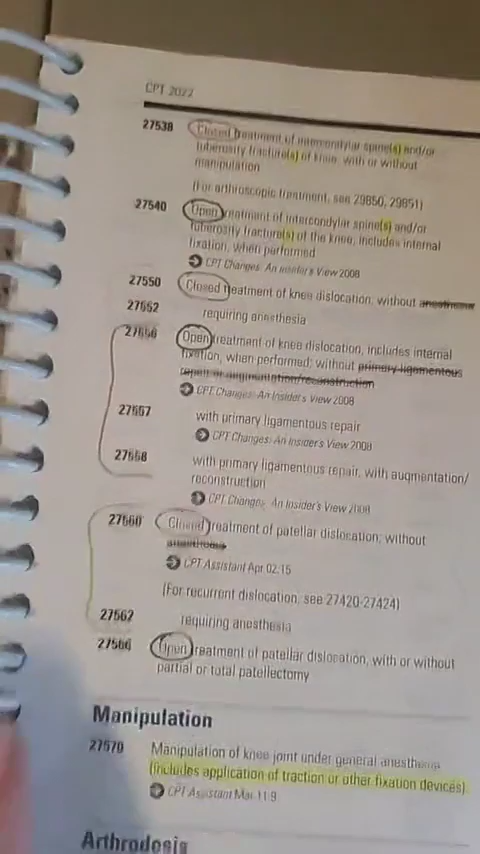 CPT 2022
27538 Closed treatment of intercondylar spine(s) and/or
tuberosity fracture(s) of knee, with or without
manipulation
(For arthroscopic treatment, see 29850, 29851)
27540 Open treatment of intercondylar spine(s) and/or
tuberosity fracture(s) of the knee, includes internal
fixation, when performed
CPT Changes: An Insider's View 2008
27550 Closed treatment of knee dislocation; without anesthesia
27552 requiring anesthesia
27556 Open treatment of knee dislocation, includes internal
fixation, when performed; without primary ligamentous
repair or augmentation/reconstruction
CPT Changes: An Insider's View 2008
27557 with primary ligamentous repair
CPT Changes: An Insider's View 2008
27558 with primary ligamentous repair, with augmentation/
reconstruction
CPT Changes: An Insider's View 2008
27560 Closed treatment of patellar dislocation; without
anesthesia
CPT Assistant Apr 02:15
(For recurrent dislocation, see 27420-27424)
27562 requiring anesthesia
27566 Open treatment of patellar dislocation, with or without
partial or total patellectomy
Manipulation
27570 Manipulation of knee joint under general anesthesia
(includes application of traction or other fixation devices)
CPT Assistant Mar 11:9
Arthrodesis